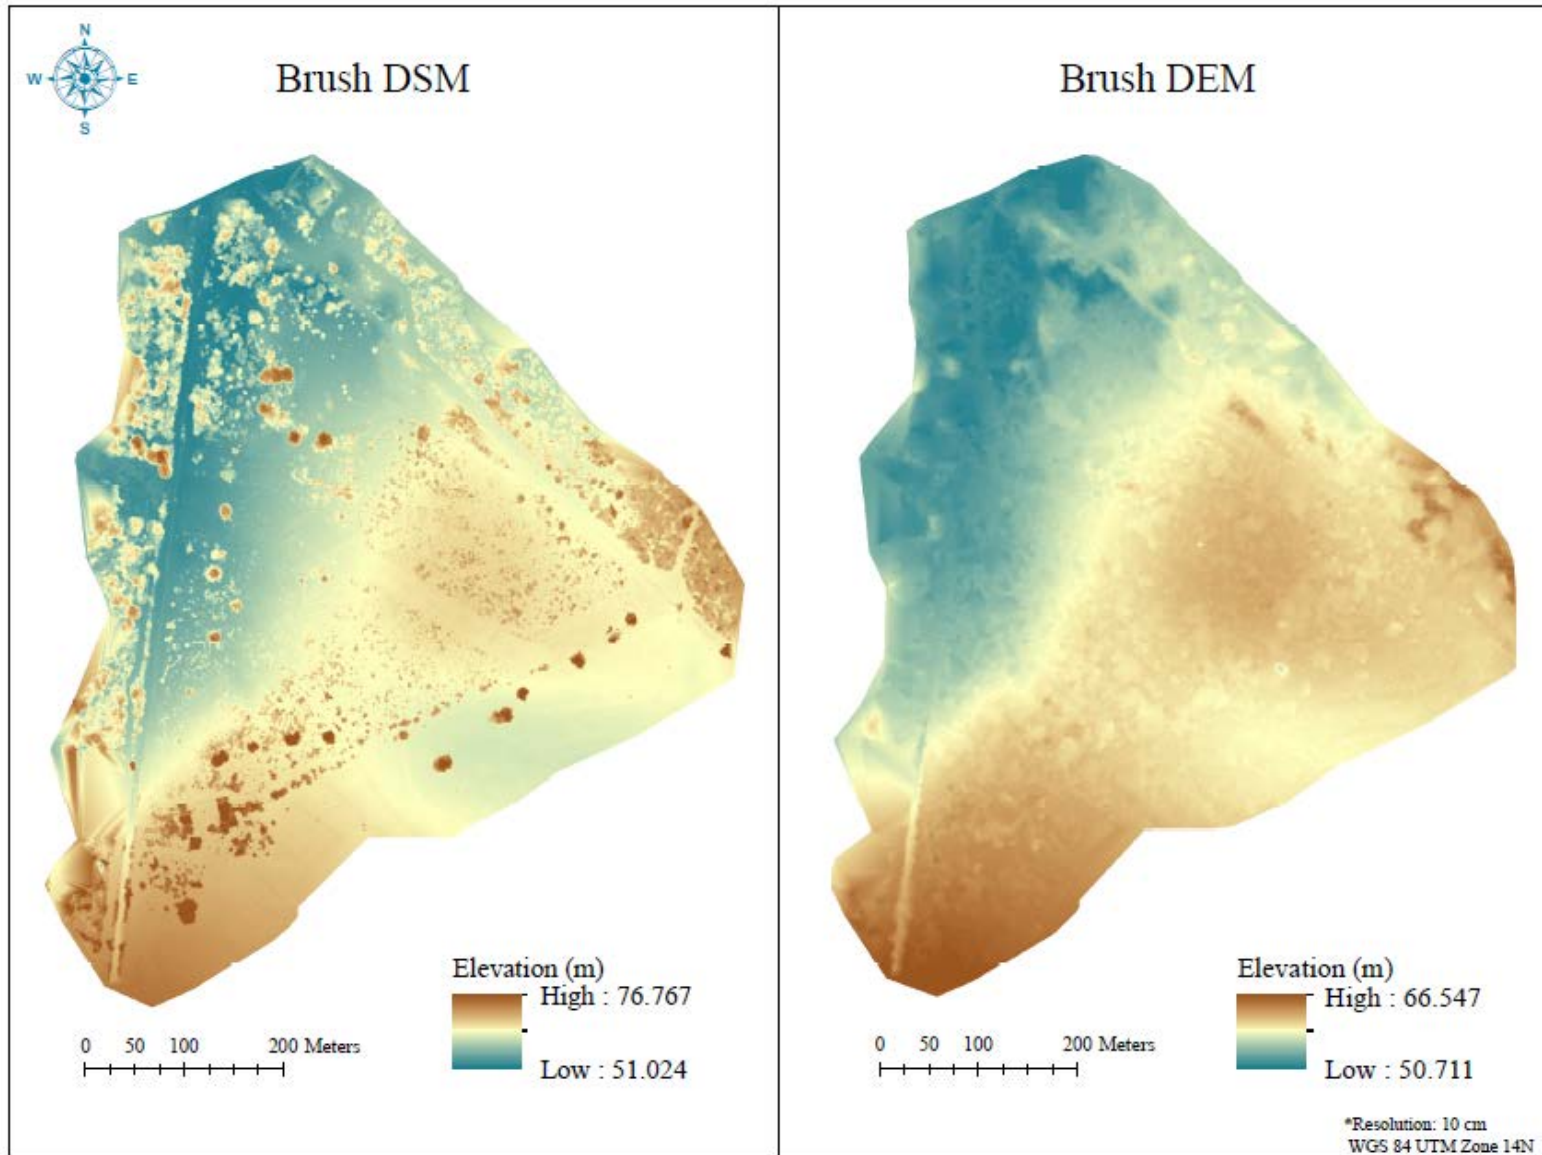 N
W E
S
Brush DSM
Elevation (m)
High : 76.767
Low : 51.024
0 50 100 200 Meters
Brush DEM
Elevation (m)
High : 66.547
Low : 50.711
0 50 100 200 Meters
*Resolution: 10 cm
WGS 84 UTM Zone 14N